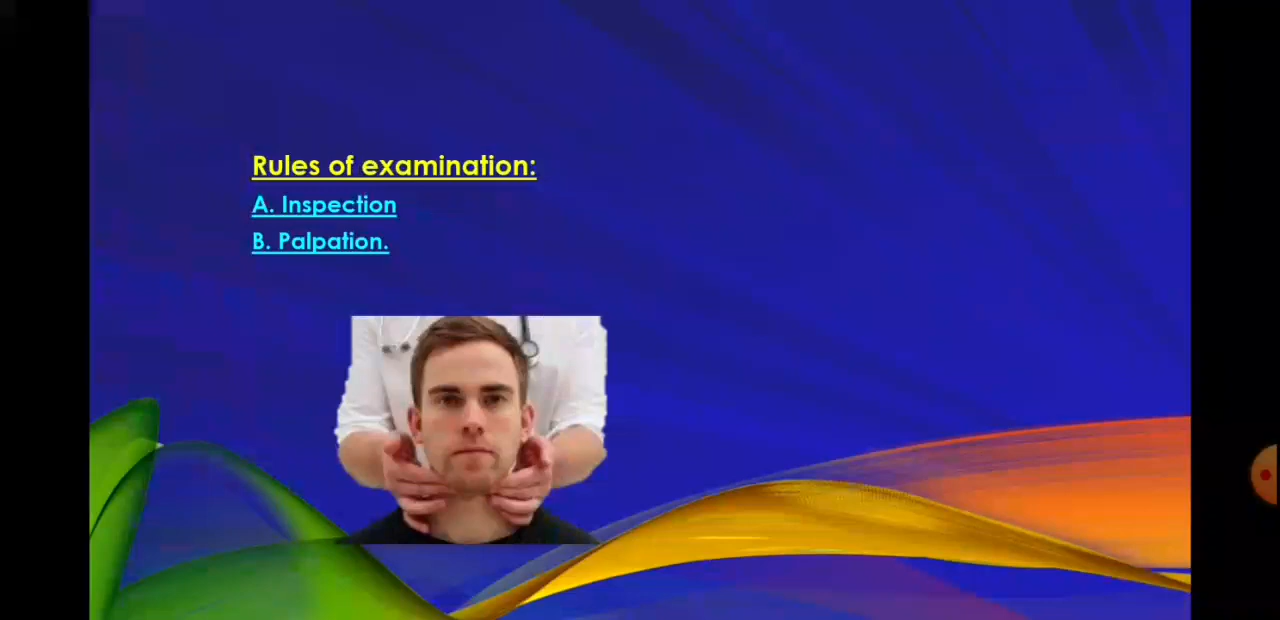 Rules of examination:
A. Inspection
B. Palpation.